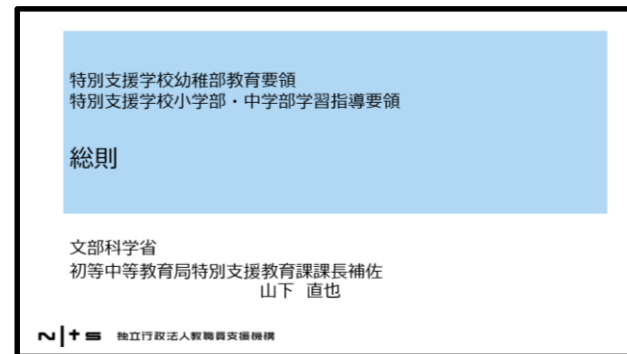 特別支援学校幼稚部教育要領
特別支援学校小学部・中学部学習指導要領
総則
文部科学省
初等中等教育局特別支援教育課課長補佐
山下 直也
N|ts 独立行政法人教職員支援機構